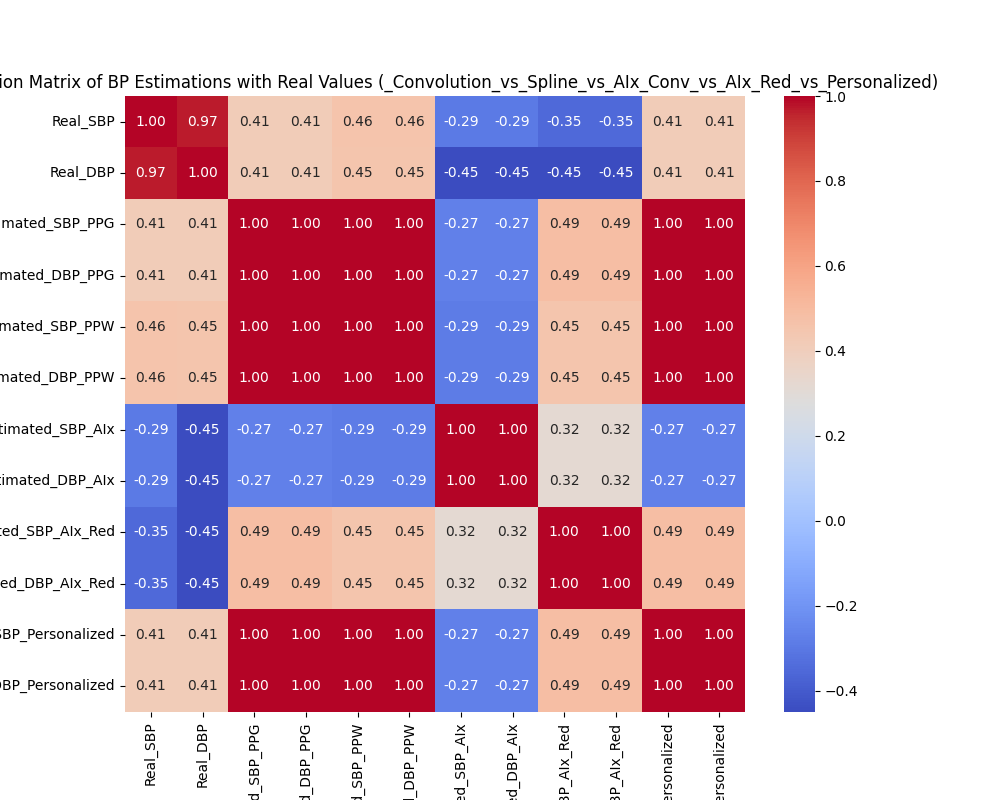 ion Matrix of BP Estimations with Real Values (_Convolution_vs_Spline_vs_AIx_Conv_vs_AIx_Red_vs_Personalized)
Real_SBP 1.00 0.97 0.41 0.41 0.46 0.46 -0.29 -0.29 -0.35 -0.35 0.41 0.41
Real_DBP 0.97 1.00 0.41 0.41 0.45 0.45 -0.45 -0.45 -0.45 -0.45 0.41 0.41
mated_SBP_PPG 0.41 0.41 1.00 1.00 1.00 1.00 -0.27 -0.27 0.49 0.49 1.00 1.00
mated_DBP_PPG 0.41 0.41 1.00 1.00 1.00 1.00 -0.27 -0.27 0.49 0.49 1.00 1.00
mated_SBP_PPW 0.46 0.45 1.00 1.00 1.00 1.00 -0.29 -0.29 0.45 0.45 1.00 1.00
mated_DBP_PPW 0.46 0.45 1.00 1.00 1.00 1.00 -0.29 -0.29 0.45 0.45 1.00 1.00
timated_SBP_AIx -0.29 -0.45 -0.27 -0.27 -0.29 -0.29 1.00 1.00 0.32 0.32 -0.27 -0.27
timated_DBP_AIx -0.29 -0.45 -0.27 -0.27 -0.29 -0.29 1.00 1.00 0.32 0.32 -0.27 -0.27
ted_SBP_AIx_Red -0.35 -0.45 0.49 0.49 0.45 0.45 0.32 0.32 1.00 1.00 0.49 0.49
ed_DBP_AIx_Red -0.35 -0.45 0.49 0.49 0.45 0.45 0.32 0.32 1.00 1.00 0.49 0.49
SBP_Personalized 0.41 0.41 1.00 1.00 1.00 1.00 -0.27 -0.27 0.49 0.49 1.00 1.00
DBP_Personalized 0.41 0.41 1.00 1.00 1.00 1.00 -0.27 -0.27 0.49 0.49 1.00 1.00
Real_SBP
Real_DBP
d_SBP_PPG
d_DBP_PPG
d_SBP_PPW
d_DBP_PPW
ed_SBP_AIx
ed_DBP_AIx
BP_AIx_Red
BP_AIx_Red
ersonalized
ersonalized
1.0
0.8
0.6
0.4
0.2
0.0
−0.2
−0.4